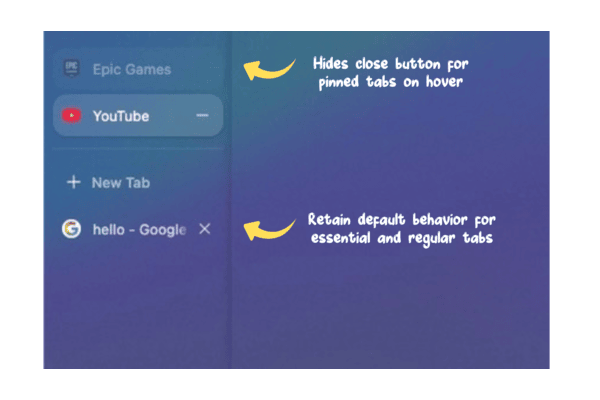 Epic Games
Hides close button for
pinned tabs on hover
YouTube
New Tab
hello - Google
Retain default behavior for
essential and regular tabs